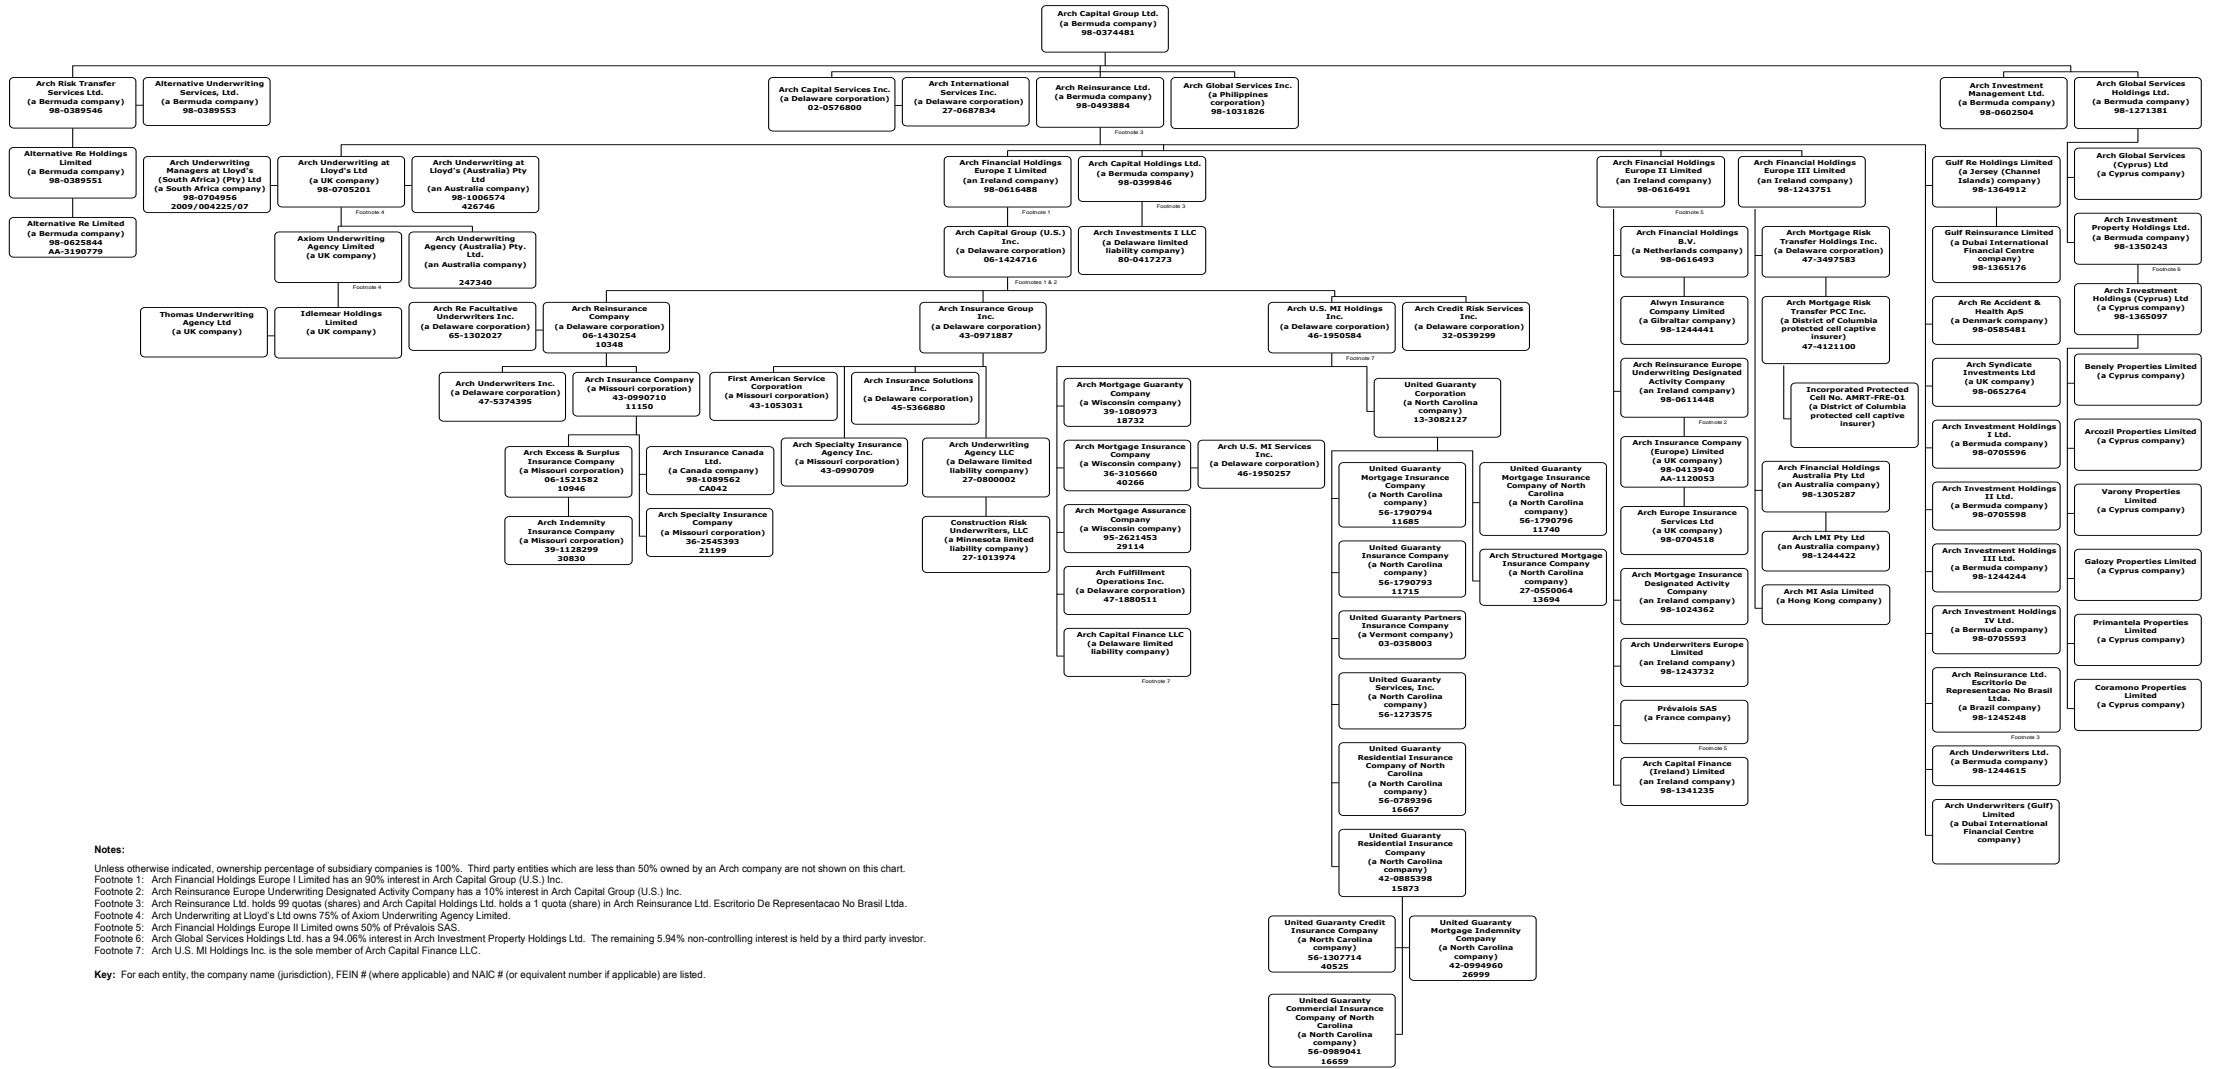 Arch Capital Group Ltd.
(a Bermuda company)
98-0374481
Arch Risk Transfer
Services Ltd.
(a Bermuda company)
98-0389546
Alternative Underwriting
Services, Ltd.
(a Bermuda company)
98-0389553
Arch Capital Services Inc.
(a Delaware corporation)
02-0576800
Arch International
Services Inc.
(a Delaware corporation)
27-0687834
Arch Reinsurance Ltd.
(a Bermuda company)
98-0493884
Footnote 3
Arch Global Services Inc.
(a Philippines
corporation)
98-1031826
Arch Investment
Management Ltd.
(a Bermuda company)
98-0602504
Arch Global Services
Holdings Ltd.
(a Bermuda company)
98-1271381
Alternative Re Holdings
Limited
(a Bermuda company)
98-0389551
Alternative Re Limited
(a Bermuda company)
98-0625844
AA-3190779
Arch Underwriting
Managers at Lloyd's
(South Africa) (Pty) Ltd
(a South Africa company)
98-0704956
2009/004225/07
Arch Underwriting at
Lloyd's Ltd
(a UK company)
98-0705201
Footnote 4
Arch Underwriting at
Lloyd's (Australia) Pty
Ltd
(an Australia company)
98-1006574
426746
Axiom Underwriting
Agency Limited
(a UK company)
Footnote 4
Arch Underwriting
Agency (Australia) Pty.
Ltd.
(an Australia company)
247340
Thomas Underwriting
Agency Ltd
(a UK company)
Idlemear Holdings
Limited
(a UK company)
Arch Financial Holdings
Europe I Limited
(an Ireland company)
98-0616488
Footnote 1
Arch Capital Holdings Ltd.
(a Bermuda company)
98-0399846
Footnote 3
Arch Capital Group (U.S.)
Inc.
(a Delaware corporation)
06-1424716
Footnotes 1 & 2
Arch Investments I LLC
(a Delaware limited
liability company)
80-0417273
Arch Re Facultative
Underwriters Inc.
(a Delaware corporation)
65-1302027
Arch Reinsurance
Company
(a Delaware corporation)
06-1430254
10348
Arch Insurance Group
Inc.
(a Delaware corporation)
43-0971887
Arch U.S. MI Holdings
Inc.
(a Delaware corporation)
46-1950584
Footnote 7
Arch Credit Risk Services
Inc.
(a Delaware corporation)
32-0539299
Arch Underwriters Inc.
(a Delaware corporation)
47-5374395
Arch Insurance Company
(a Missouri corporation)
43-0990710
11150
First American Service
Corporation
(a Missouri corporation)
43-1053031
Arch Insurance Solutions
Inc.
(a Delaware corporation)
45-5366880
Arch Excess & Surplus
Insurance Company
(a Missouri corporation)
06-1521582
10946
Arch Insurance Canada
Ltd.
(a Canada company)
98-1089562
CA042
Arch Specialty Insurance
Agency Inc.
(a Missouri corporation)
43-0990709
Arch Underwriting
Agency LLC
(a Delaware limited
liability company)
27-0800002
Arch Indemnity
Insurance Company
(a Missouri corporation)
39-1128299
30830
Arch Specialty Insurance
Company
(a Missouri corporation)
36-2545393
21199
Construction Risk
Underwriters, LLC
(a Minnesota limited
liability company)
27-1013974
Arch Mortgage Guaranty
Company
(a Wisconsin company)
39-1080973
18732
Arch Mortgage Insurance
Company
(a Wisconsin company)
36-3105660
40266
Arch U.S. MI Services
Inc.
(a Delaware corporation)
46-1950257
Arch Mortgage Assurance
Company
(a Wisconsin company)
95-2621453
29114
Arch Fulfillment
Operations Inc.
(a Delaware corporation)
47-1880511
Arch Capital Finance LLC
(a Delaware limited
liability company)
Footnote 7
United Guaranty
Corporation
(a North Carolina
company)
13-3082127
United Guaranty
Mortgage Insurance
Company
(a North Carolina
company)
56-1790794
11685
United Guaranty
Mortgage Insurance
Company of North
Carolina
(a North Carolina
company)
56-1790796
11740
United Guaranty
Insurance Company
(a North Carolina
company)
56-1790793
11715
Arch Structured Mortgage
Insurance Company
(a North Carolina
company)
27-0550064
13694
United Guaranty Partners
Insurance Company
(a Vermont company)
03-0358003
United Guaranty
Services, Inc.
(a North Carolina
company)
56-1273575
United Guaranty
Residential Insurance
Company of North
Carolina
(a North Carolina
company)
56-0789396
16667
United Guaranty
Residential Insurance
Company
(a North Carolina
company)
42-0885398
15873
United Guaranty Credit
Insurance Company
(a North Carolina
company)
56-1307714
40525
United Guaranty
Mortgage Indemnity
Company
(a North Carolina
company)
42-0994960
26999
United Guaranty
Commercial Insurance
Company of North
Carolina
(a North Carolina
company)
56-0989041
16659
Arch Financial Holdings
Europe II Limited
(an Ireland company)
98-0616491
Footnote 5
Arch Financial Holdings
B.V.
(a Netherlands company)
98-0616493
Alwyn Insurance
Company Limited
(a Gibraltar company)
98-1244441
Arch Reinsurance Europe
Underwriting Designated
Activity Company
(an Ireland company)
98-0611448
Footnote 2
Arch Insurance Company
(Europe) Limited
(a UK company)
98-0413940
AA-1120053
Arch Europe Insurance
Services Ltd
(a UK company)
98-0704518
Arch Mortgage Insurance
Designated Activity
Company
(an Ireland company)
98-1024362
Arch Underwriters Europe
Limited
(an Ireland company)
98-1243732
Prévalois SAS
(a France company)
Footnote 5
Arch Capital Finance
(Ireland) Limited
(an Ireland company)
98-1341235
Arch Financial Holdings
Europe III Limited
(an Ireland company)
98-1243751
Arch Mortgage Risk
Transfer Holdings Inc.
(a Delaware corporation)
47-3497583
Arch Mortgage Risk
Transfer PCC Inc.
(a District of Columbia
protected cell captive
insurer)
47-4121100
Incorporated Protected
Cell No. AMRT-FRE-01
(a District of Columbia
protected cell captive
insurer)
Arch Financial Holdings
Australia Pty Ltd
(an Australia company)
98-1305287
Arch LMI Pty Ltd
(an Australia company)
98-1244422
Arch MI Asia Limited
(a Hong Kong company)
Gulf Re Holdings Limited
(a Jersey (Channel
Islands) company)
98-1364912
Gulf Reinsurance Limited
(a Dubai International
Financial Centre
company)
98-1365176
Arch Re Accident &
Health ApS
(a Denmark company)
98-0585481
Arch Syndicate
Investments Ltd
(a UK company)
98-0652764
Arch Investment Holdings
I Ltd.
(a Bermuda company)
98-0705596
Arch Investment Holdings
II Ltd.
(a Bermuda company)
98-0705598
Arch Investment Holdings
III Ltd.
(a Bermuda company)
98-1244244
Arch Investment Holdings
IV Ltd.
(a Bermuda company)
98-0705593
Arch Reinsurance Ltd.
Escritorio De
Representacao No Brasil
Ltda.
(a Brazil company)
98-1245248
Footnote 3
Arch Underwriters Ltd.
(a Bermuda company)
98-1244615
Arch Underwriters (Gulf)
Limited
(a Dubai International
Financial Centre
company)
Arch Global Services
(Cyprus) Ltd
(a Cyprus company)
Arch Investment
Property Holdings Ltd.
(a Bermuda company)
98-1350243
Footnote 6
Arch Investment
Holdings (Cyprus) Ltd
(a Cyprus company)
98-1365097
Benely Properties Limited
(a Cyprus company)
Arcozil Properties Limited
(a Cyprus company)
Varony Properties
Limited
(a Cyprus company)
Galozy Properties Limited
(a Cyprus company)
Primantela Properties
Limited
(a Cyprus company)
Coramono Properties
Limited
(a Cyprus company)
Notes:
Unless otherwise indicated, ownership percentage of subsidiary companies is 100%. Third party entities which are less than 50% owned by an Arch company are not shown on this chart.
Footnote 1: Arch Financial Holdings Europe I Limited has an 90% interest in Arch Capital Group (U.S.) Inc.
Footnote 2: Arch Reinsurance Europe Underwriting Designated Activity Company has a 10% interest in Arch Capital Group (U.S.) Inc.
Footnote 3: Arch Reinsurance Ltd. holds 99 quotas (shares) and Arch Capital Holdings Ltd. holds a 1 quota (share) in Arch Reinsurance Ltd. Escritorio De Representacao No Brasil Ltda.
Footnote 4: Arch Underwriting at Lloyd's Ltd owns 75% of Axiom Underwriting Agency Limited.
Footnote 5: Arch Financial Holdings Europe II Limited owns 50% of Prévalois SAS.
Footnote 6: Arch Global Services Holdings Ltd. has a 94.06% interest in Arch Investment Property Holdings Ltd. The remaining 5.94% non-controlling interest is held by a third party investor.
Footnote 7: Arch U.S. MI Holdings Inc. is the sole member of Arch Capital Finance LLC.
Key: For each entity, the company name (jurisdiction), FEIN # (where applicable) and NAIC # (or equivalent number if applicable) are listed.